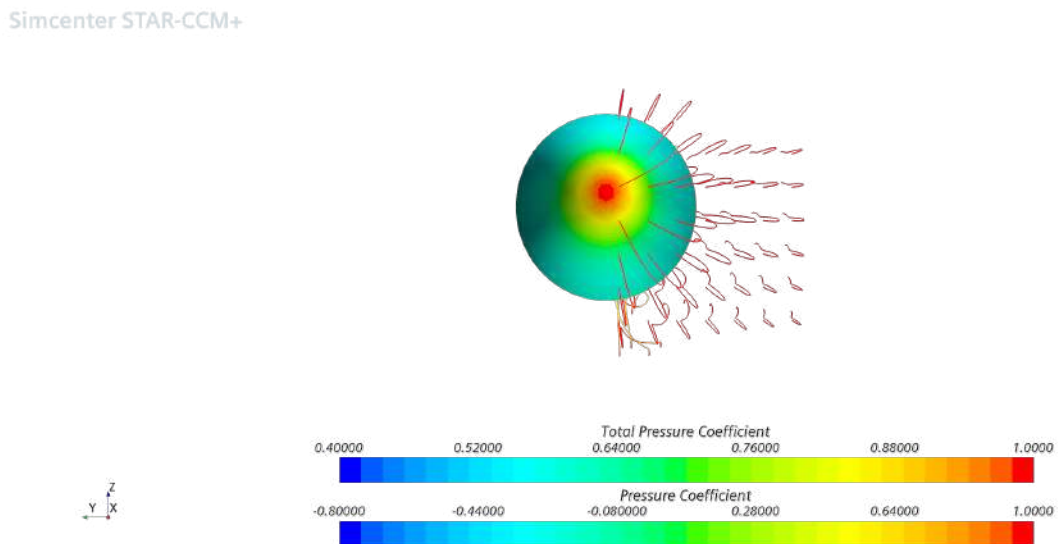 Simcenter STAR-CCM+
Total Pressure Coefficient
0.40000 0.52000 0.64000 0.76000 0.88000 1.0000
Pressure Coefficient
-0.80000 -0.44000 -0.080000 0.28000 0.64000 1.0000
Z
Y X